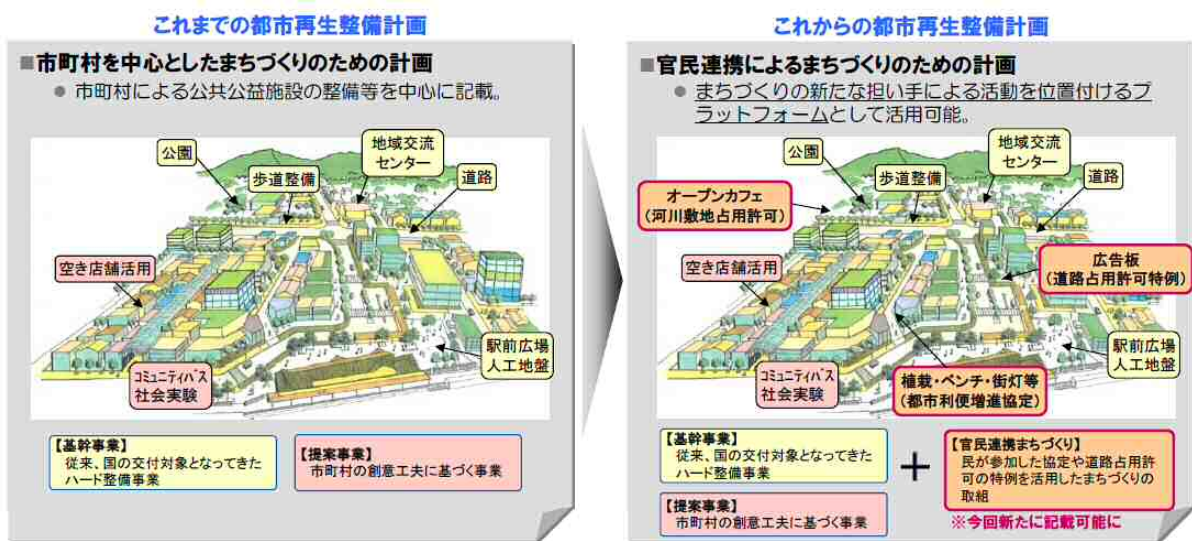 これまでの都市再生整備計画
■市町村を中心としたまちづくりのための計画
● 市町村による公共公益施設の整備等を中心に記載。
公園
地域交流
センター
歩道整備
道路
空き店舗活用
駅前広場
人工地盤
ｺﾐｭﾆﾃｨﾊﾞｽ
社会実験
【基幹事業】
従来、国の交付対象となってきた
ハード整備事業
【提案事業】
市町村の創意工夫に基づく事業
これからの都市再生整備計画
■官民連携によるまちづくりのための計画
● まちづくりの新たな担い手による活動を位置付けるプ
ラットフォームとして活用可能。
公園
地域交流
センター
歩道整備
道路
オープンカフェ
（河川敷地占用許可）
空き店舗活用
広告板
（道路占用許可特例）
駅前広場
人工地盤
ｺﾐｭﾆﾃｨﾊﾞｽ
社会実験
植栽・ベンチ・街灯等
（都市利便増進協定）
【基幹事業】
従来、国の交付対象となってきた
ハード整備事業
【提案事業】
市町村の創意工夫に基づく事業
＋
【官民連携まちづくり】
民が参加した協定や道路占用許
可の特例を活用したまちづくりの
取組
※今回新たに記載可能に